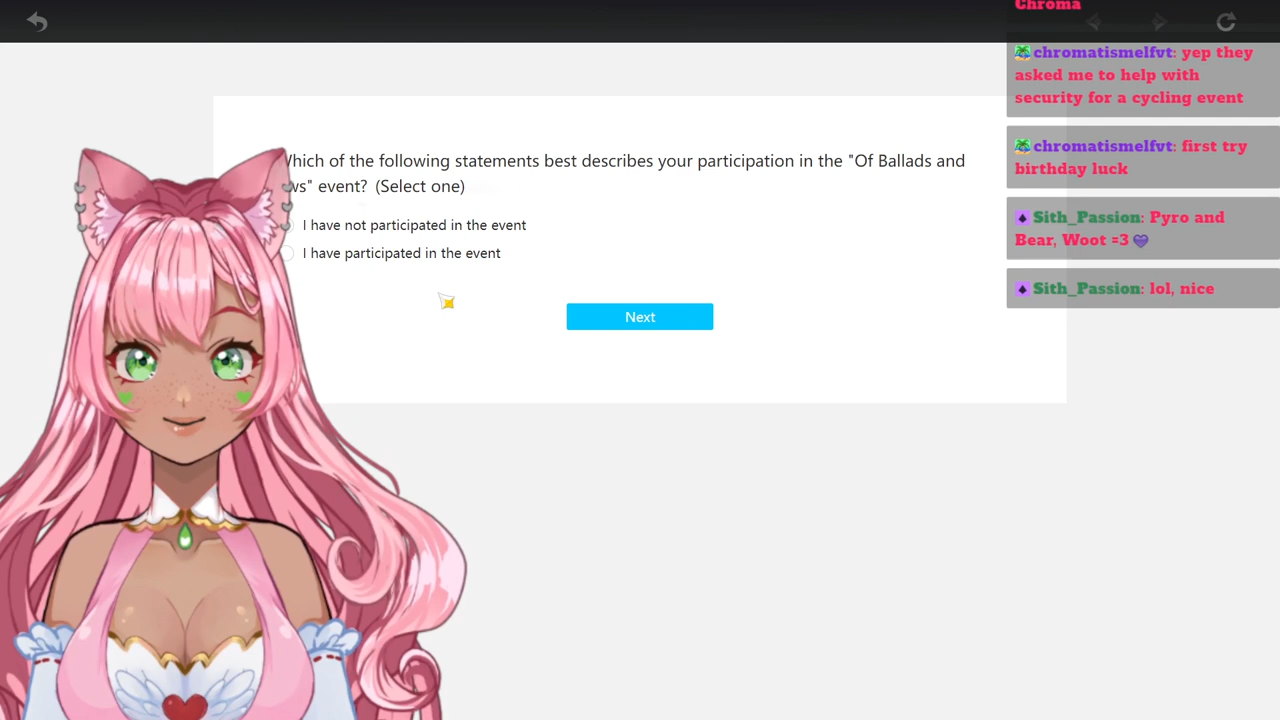 Chroma
chromatismelfvt: yep they
asked me to help with
security for a cycling event
chromatismelfvt: first try
birthday luck
Sith_Passion: Pyro and
Bear, Woot =3
Sith_Passion: lol, nice
hich of the following statements best describes your participation in the "Of Ballads and
ws" event? (Select one)
I have not participated in the event
I have participated in the event
Next